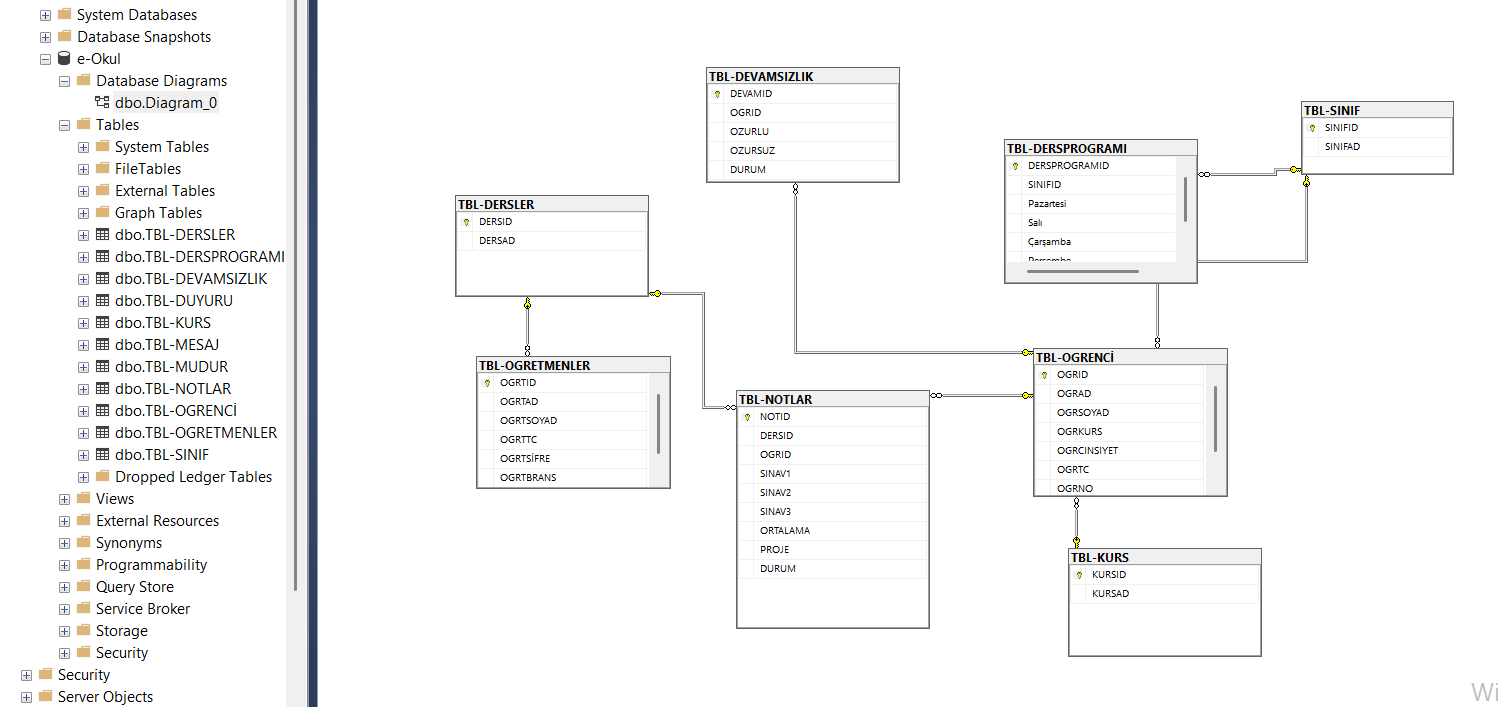 System Databases
Database Snapshots
e-Okul
Database Diagrams
dbo.Diagram_0
Tables
System Tables
FileTables
External Tables
Graph Tables
dbo.TBL-DERSLER
dbo.TBL-DERSPROGRAMI
dbo.TBL-DEVAMSIZLIK
dbo.TBL-DUYURU
dbo.TBL-KURS
dbo.TBL-MESAJ
dbo.TBL-MUDUR
dbo.TBL-NOTLAR
dbo.TBL-OGRENCİ
dbo.TBL-OGRETMENLER
dbo.TBL-SINIF
Dropped Ledger Tables
Views
External Resources
Synonyms
Programmability
Query Store
Service Broker
Storage
Security
Security
Server Objects
TBL-DEVAMSIZLIK
DEVAMID
OGRID
OZURLU
OZURSUZ
DURUM
TBL-SINIF
SINIFID
SINIFAD
TBL-DERSPROGRAMI
DERSPROGRAMID
SINIFID
Pazartesi
Salı
Çarşamba
Perşembe
TBL-DERSLER
DERSID
DERSAD
TBL-OGRETMENLER
OGRTID
OGRTAD
OGRTSOYAD
OGRTTC
OGRTSİFRE
OGRTBRANS
TBL-NOTLAR
NOTID
DERSID
OGRID
SINAV1
SINAV2
SINAV3
ORTALAMA
PROJE
DURUM
TBL-OGRENCİ
OGRID
OGRAD
OGRSOYAD
OGRKURS
OGRCINSIYET
OGRTC
OGRNO
TBL-KURS
KURSID
KURSAD
Wi